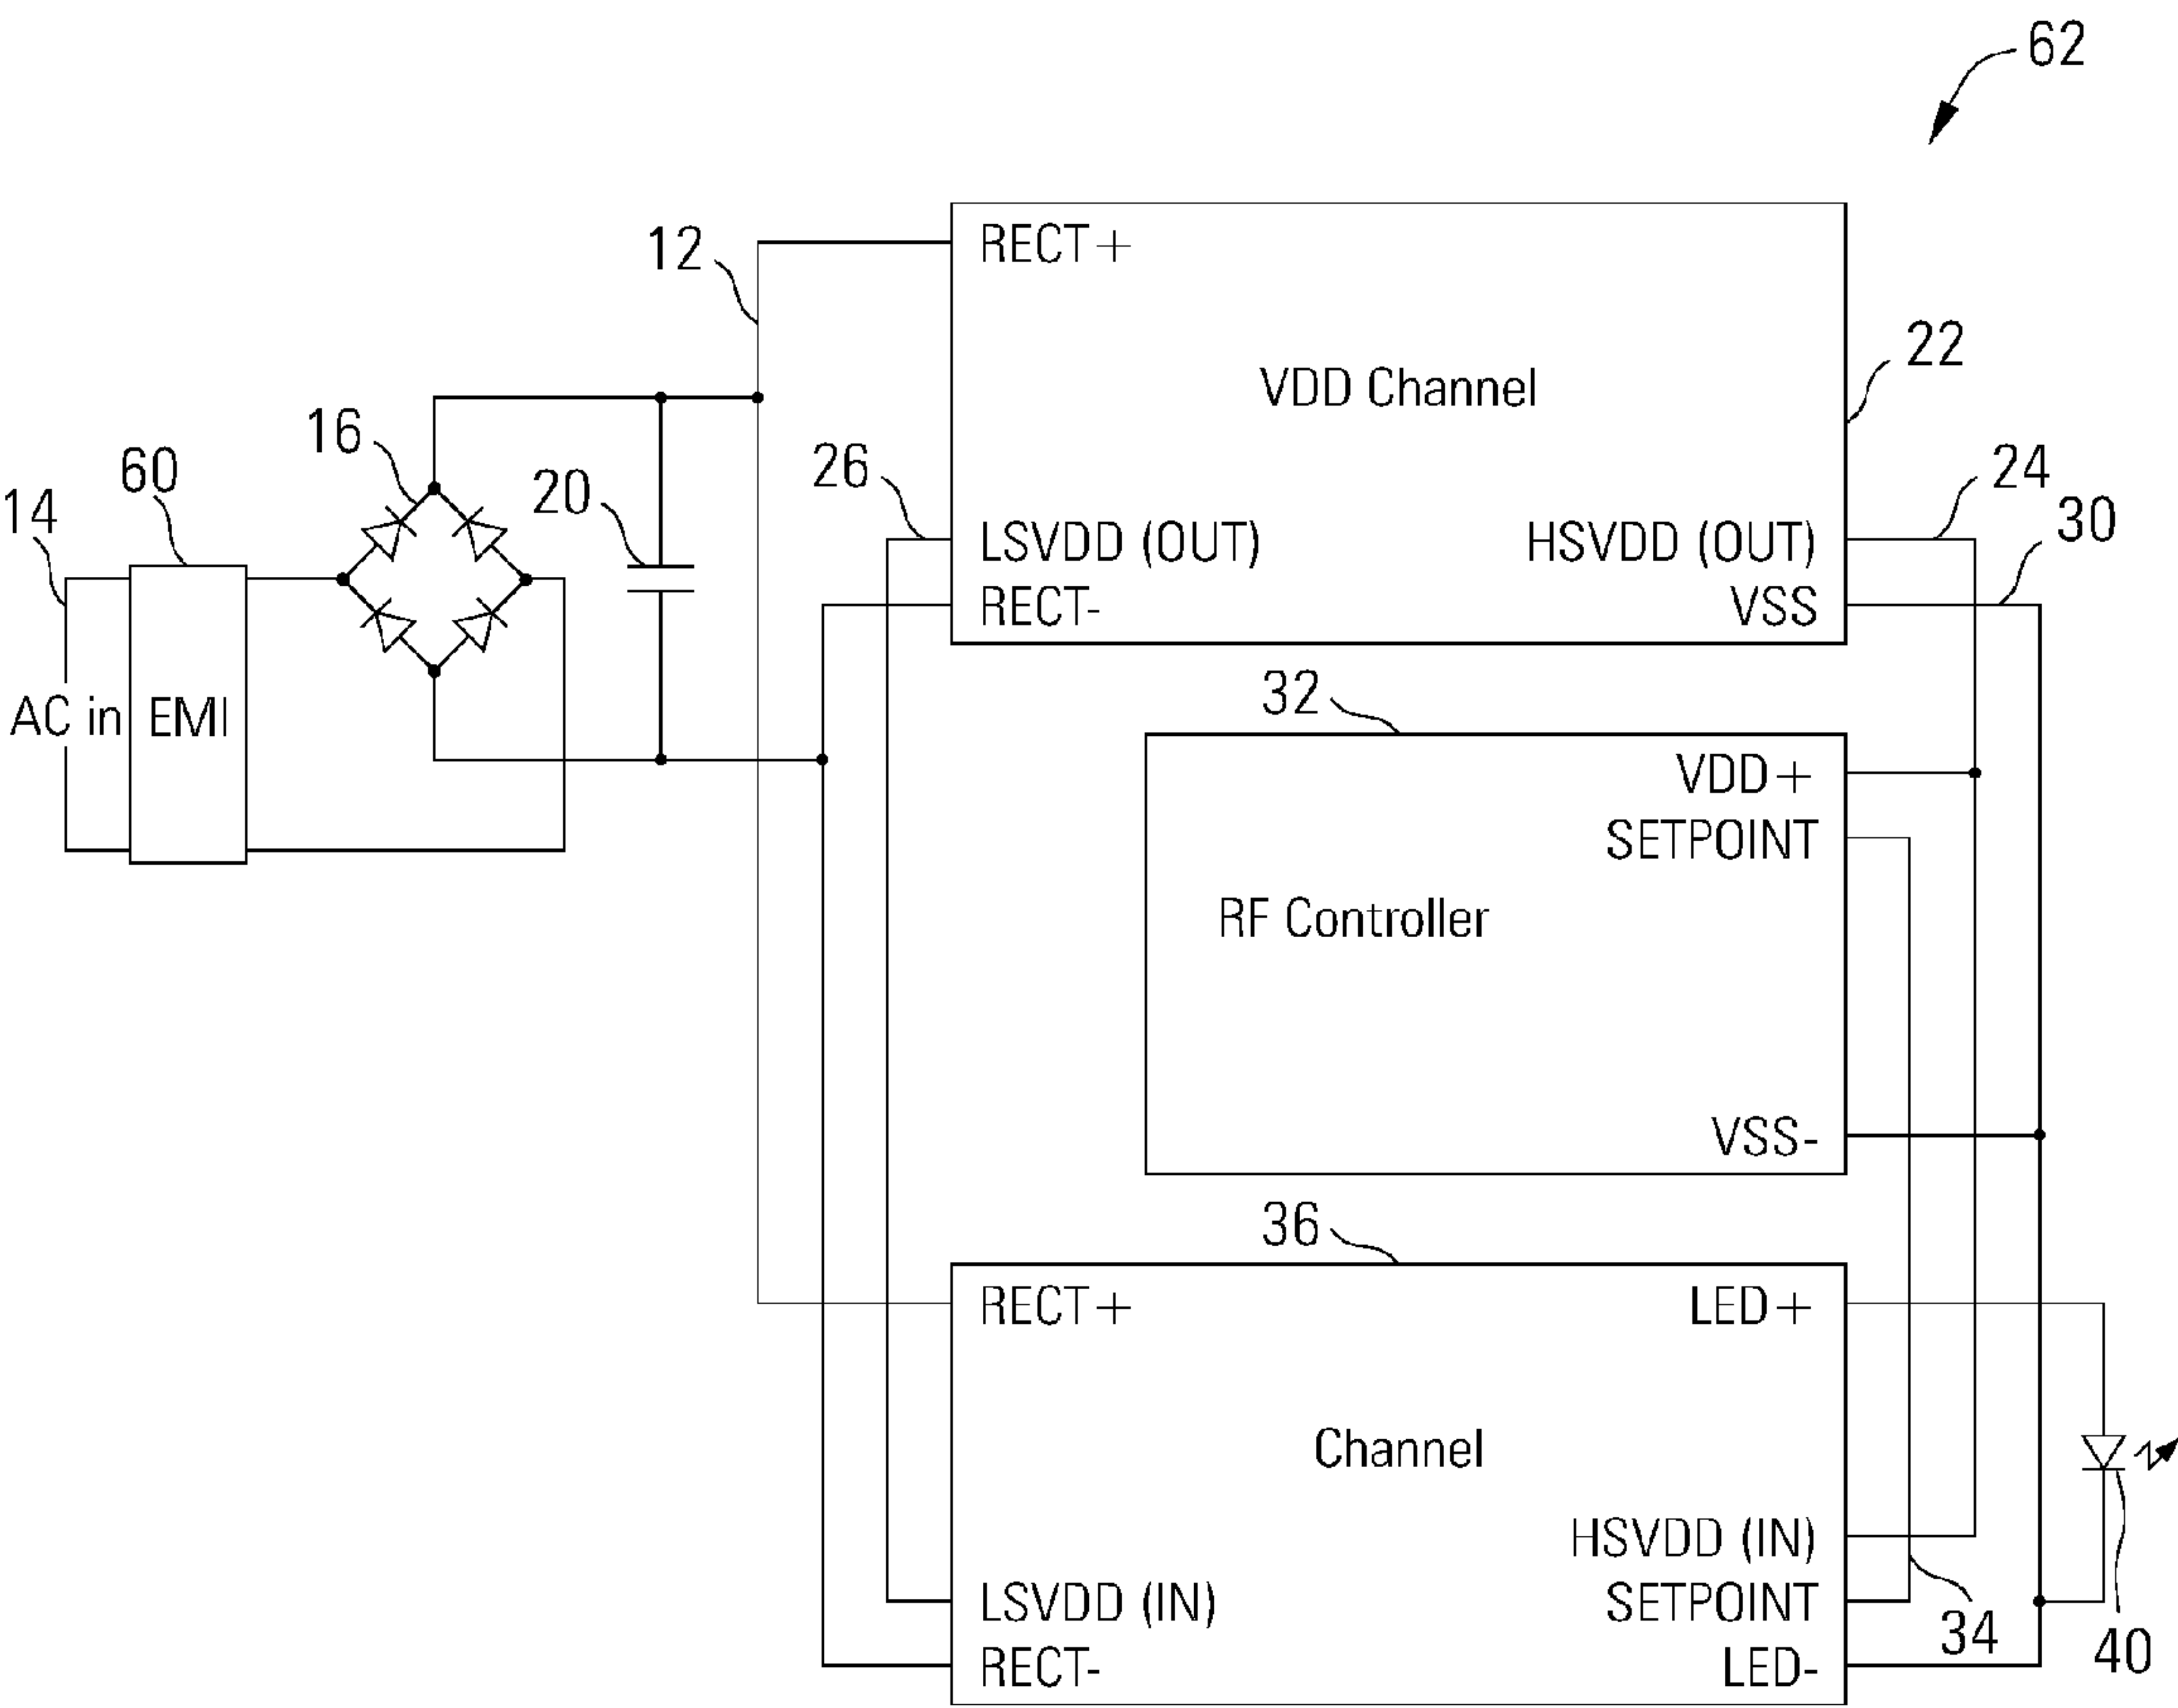 62
12
RECT+
22
VDD Channel
16
60
26
20
24
14
30
LSVDD (OUT)
HSVDD (OUT)
RECT-
VSS
32
AC in
EMI
VDD+
SETPOINT
RF Controller
VSS-
36
RECT+
LED+
Channel
HSVDD (IN)
LSVDD (IN)
SETPOINT
34
40
RECT-
LED-